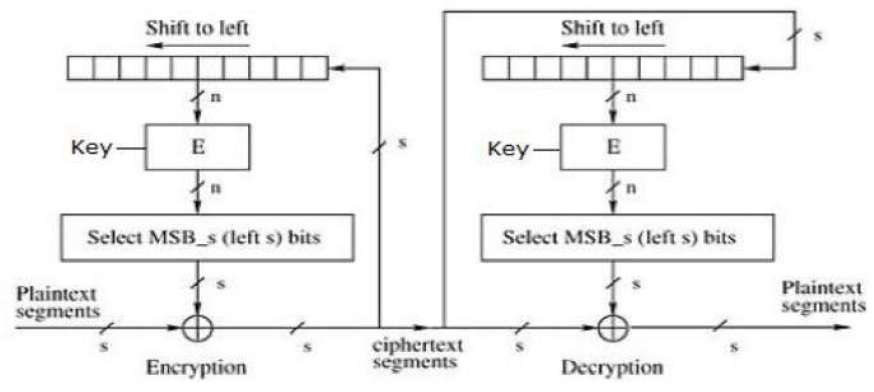 Shift to left
Shift to left
s
n
n
Key
E
s
Key
E
n
n
Select MSB_s (left s) bits
Select MSB_s (left s) bits
s
s
Plaintext
segments
Plaintext
segments
s
s
ciphertext
segments
s
s
Encryption
Decryption